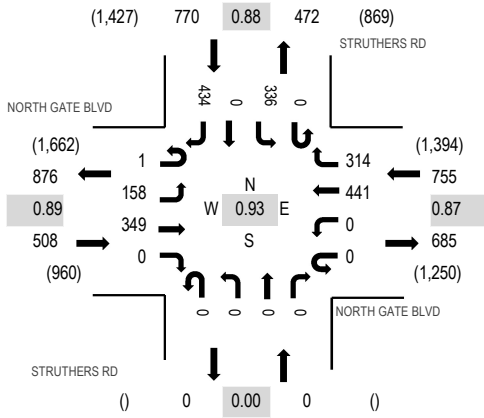 (1,427) 770 0.88 472 (869)
STRUTHERS RD
434 0 336 0
NORTH GATE BLVD
(1,662) (1,394)
876 1 314 755
158 N 441
0.89 W 0.93 E 0.87
349 0
508 S 685
0 0
(960) (1,250)
0 0 0 0
NORTH GATE BLVD
STRUTHERS RD
() 0 0.00 0 ()